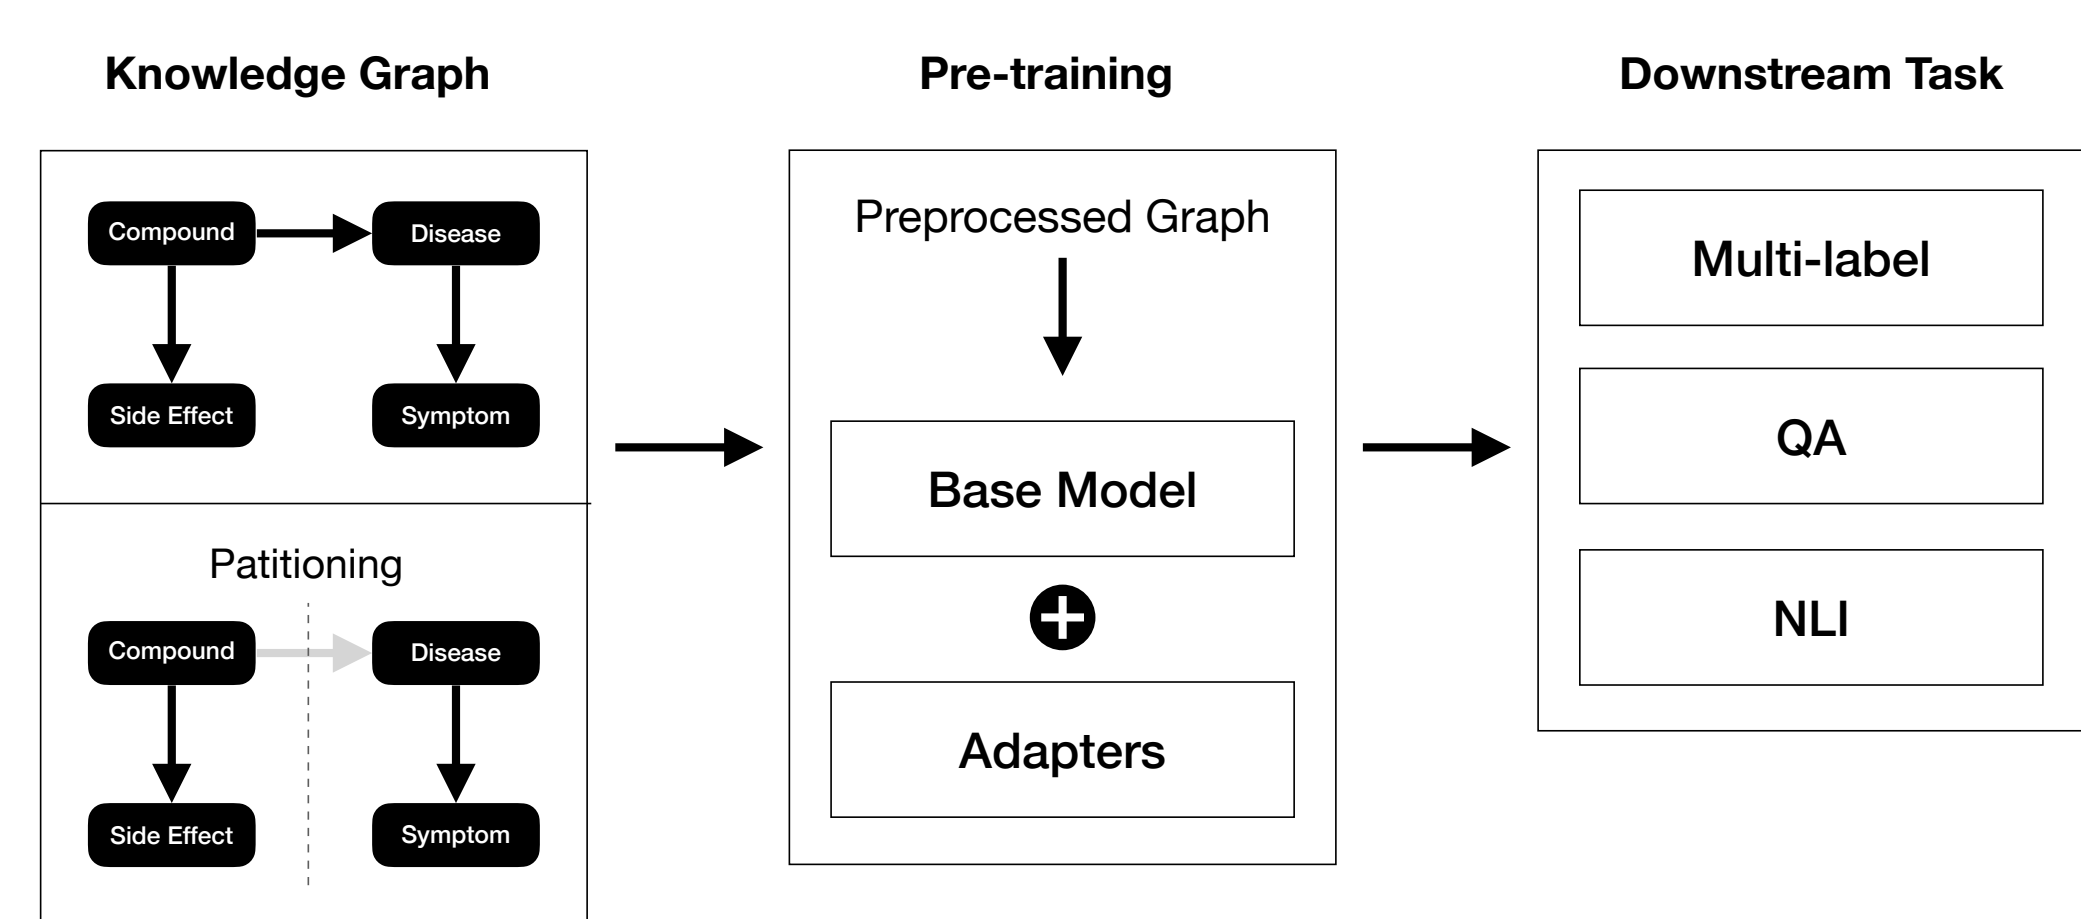 Knowledge Graph
Compound
Disease
Side Effect
Symptom
Patitioning
Compound
Disease
Side Effect
Symptom
Pre-training
Preprocessed Graph
Base Model
Adapters
Downstream Task
Multi-label
QA
NLI